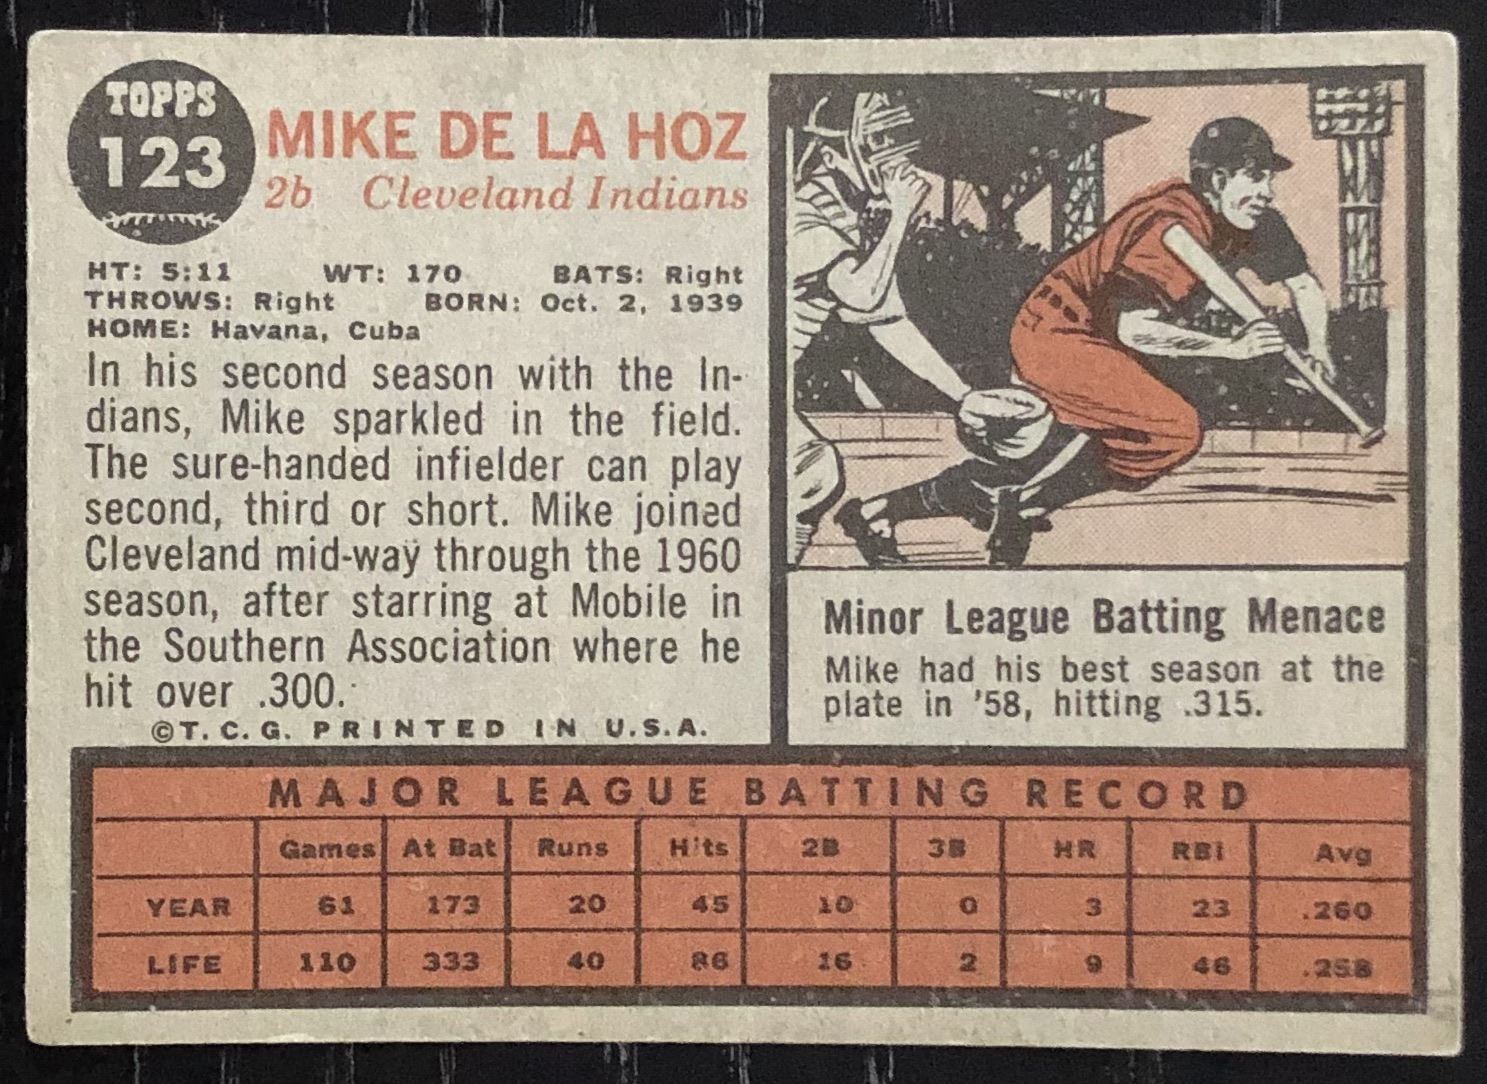 TOPPS
123
MIKE DE LA HOZ
2b Cleveland Indians
HT: 5:11 WT: 170 BATS: Right
THROWS: Right BORN: Oct. 2, 1939
HOME: Havana, Cuba
In his second season with the In-
dians, Mike sparkled in the field.
The sure-handed infielder can play
second, third or short. Mike joined
Cleveland mid-way through the 1960
season, after starring at Mobile in
the Southern Association where he
hit over .300.
©T. C. G. PRINTED IN U.S.A.
Minor League Batting Menace
Mike had his best season at the
plate in '58, hitting .315.
MAJOR LEAGUE BATTING RECORD
Games At Bat Runs Hits 2B 3B HR RBI Avg
YEAR 61 173 20 45 10 0 3 23 .260
LIFE 110 333 40 86 16 2 9 46 .258